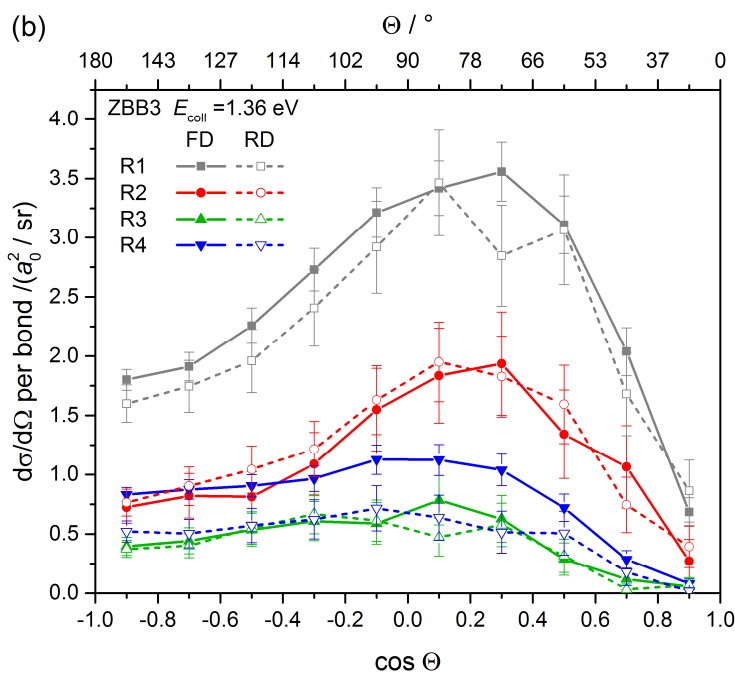 (b)
Θ / °
180 143 127 114 102 90 78 66 53 37 0
ZBB3 E_coll =1.36 eV
FD RD
R1
R2
R3
R4
4.0
3.5
3.0
2.5
2.0
1.5
1.0
0.5
0.0
dσ/dΩ per bond /(a₀² / sr)
-1.0 -0.8 -0.6 -0.4 -0.2 0.0 0.2 0.4 0.6 0.8 1.0
cos Θ